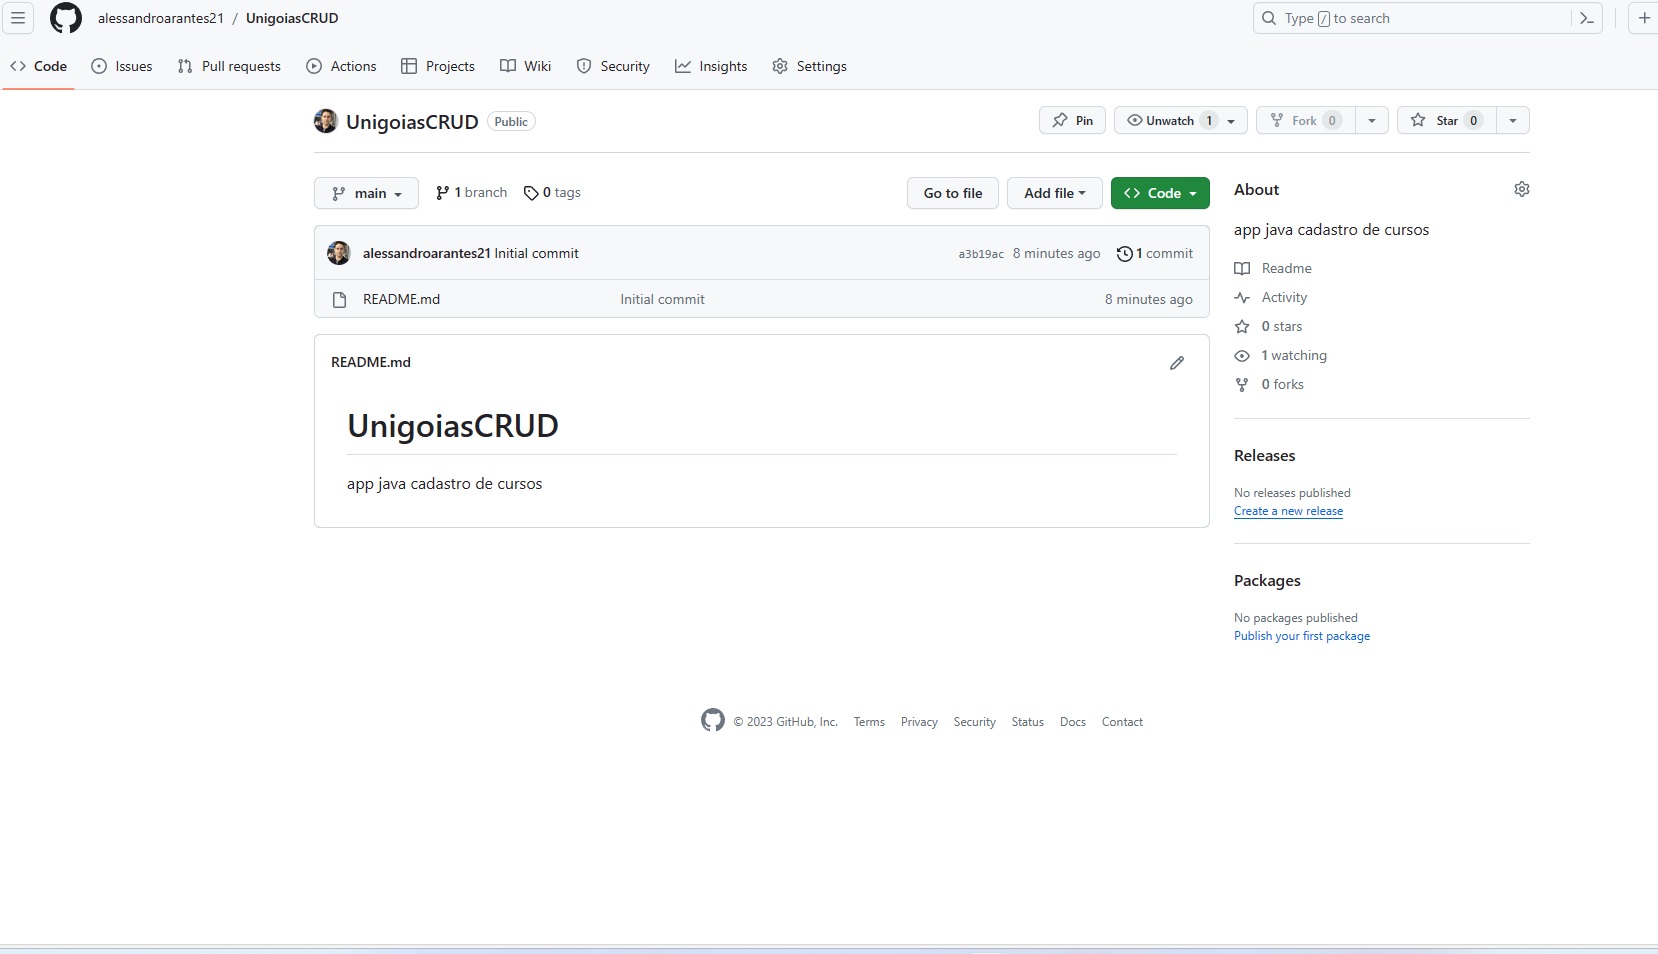 alessandroarantes21 / UnigoiasCRUD
Type / to search
Code Issues Pull requests Actions Projects Wiki Security Insights Settings
UnigoiasCRUD Public
Pin Unwatch 1 Fork 0 Star 0
main 1 branch 0 tags Go to file Add file Code
alessandroarantes21 Initial commit a3b19ac 8 minutes ago 1 commit
README.md Initial commit 8 minutes ago
README.md
UnigoiasCRUD
app java cadastro de cursos
About
app java cadastro de cursos
Readme
Activity
0 stars
1 watching
0 forks
Releases
No releases published
Create a new release
Packages
No packages published
Publish your first package
© 2023 GitHub, Inc. Terms Privacy Security Status Docs Contact